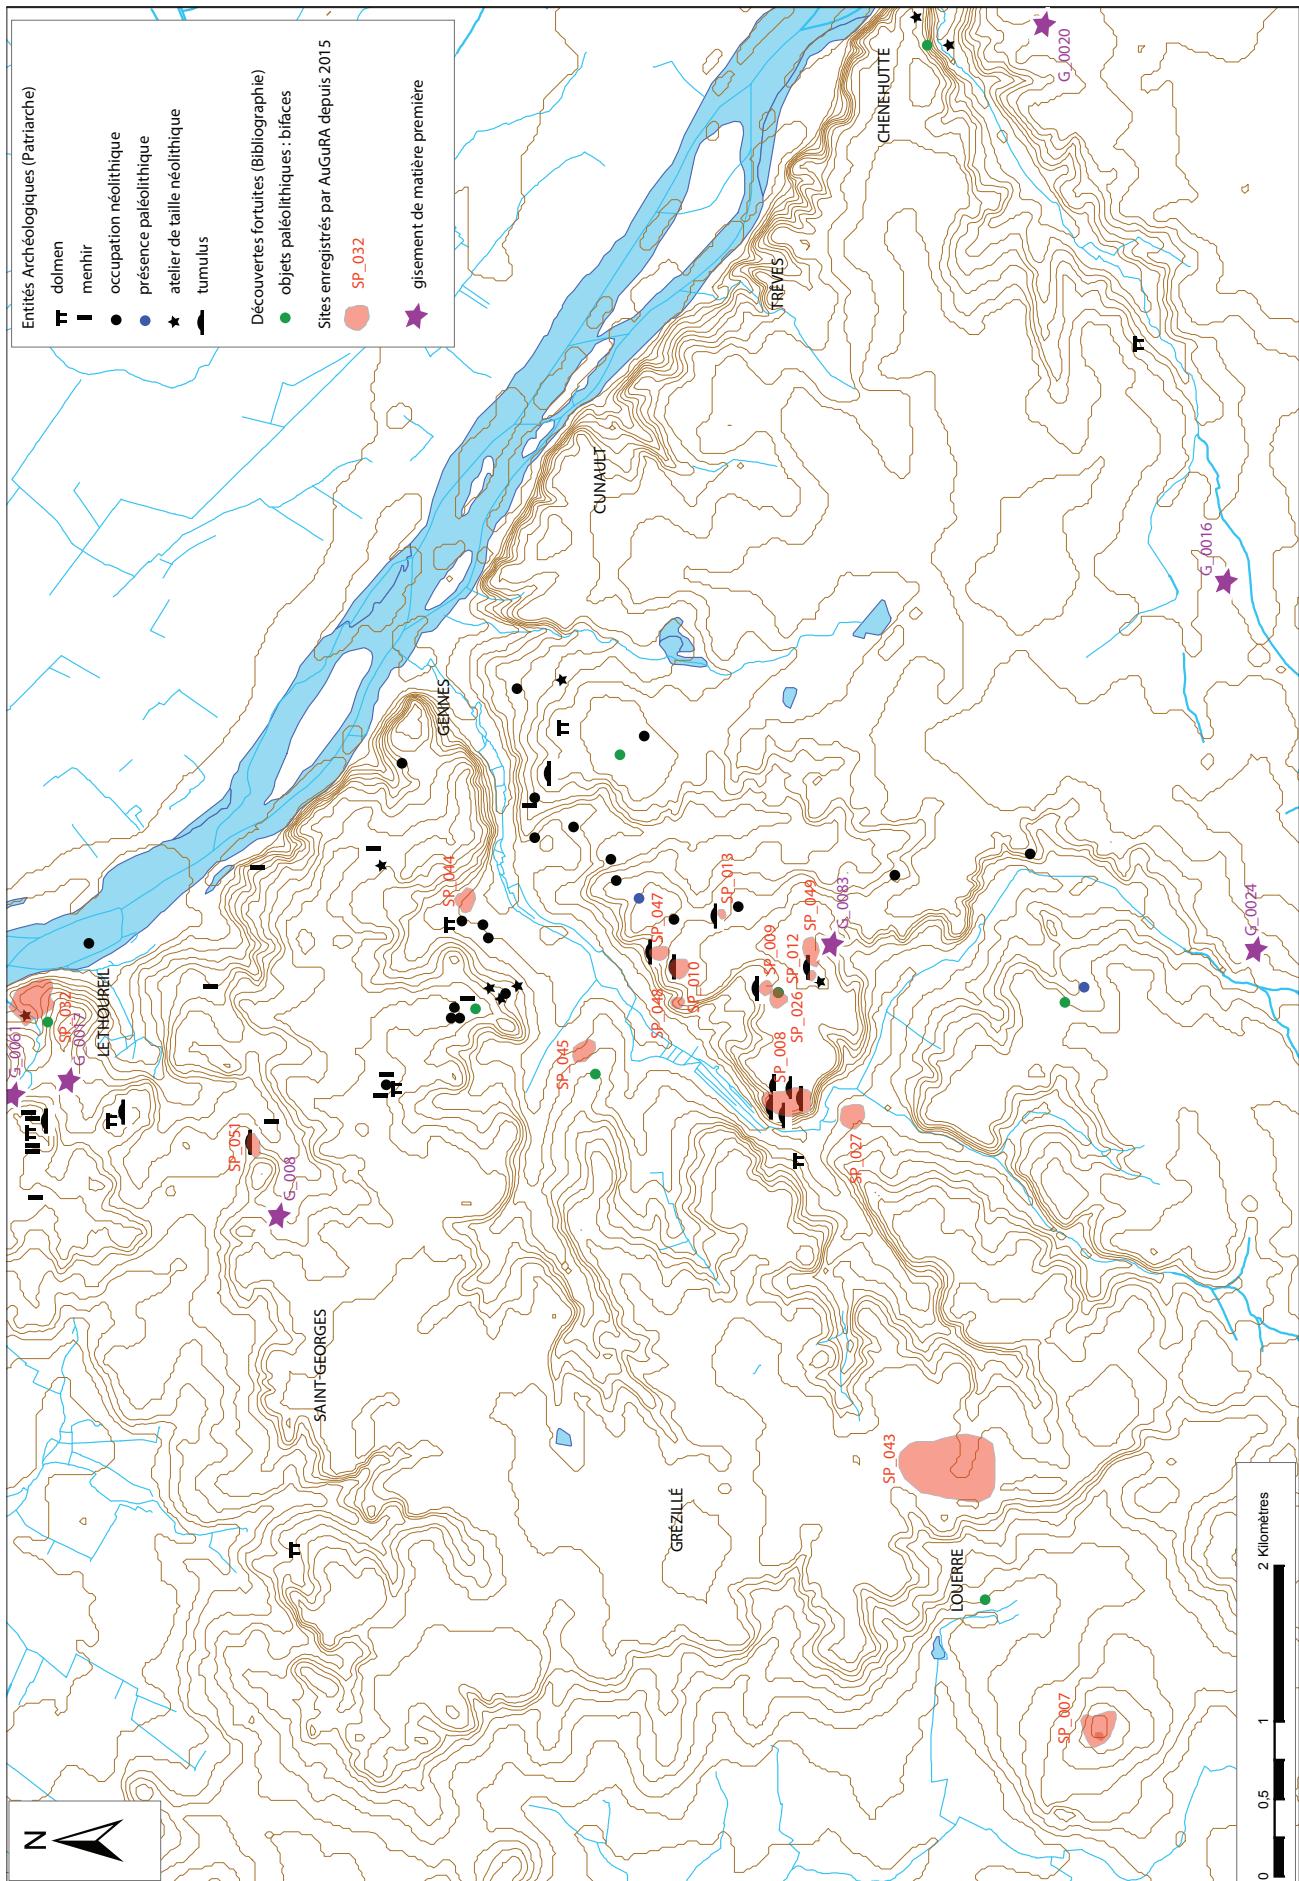 Entités Archéologiques (Patriarche)
dolmen
menhir
occupation néolithique
présence paléolithique
atelier de taille néolithique
tumulus
Découvertes fortuites (Bibliographie)
objets paléolithiques : bifaces
Sites enregistrés par AuGuRA depuis 2015
SP_032
gisement de matière première
N
G_0061
SP_032
G_0017
LE THOUREIL
SP_051
G_008
SAINT-GEORGES
GENNES
SP_044
CUNAULT
TRÈVES
CHENEHUTTE
G_0020
SP_045
SP_047
SP_048
SP_010
SP_013
SP_009
SP_012
SP_049
SP_026
SP_008
G_0083
SP_027
GRÉZILLÉ
SP_043
LOUERRE
SP_007
G_0016
G_0024
0
0,5
1
2 Kilomètres